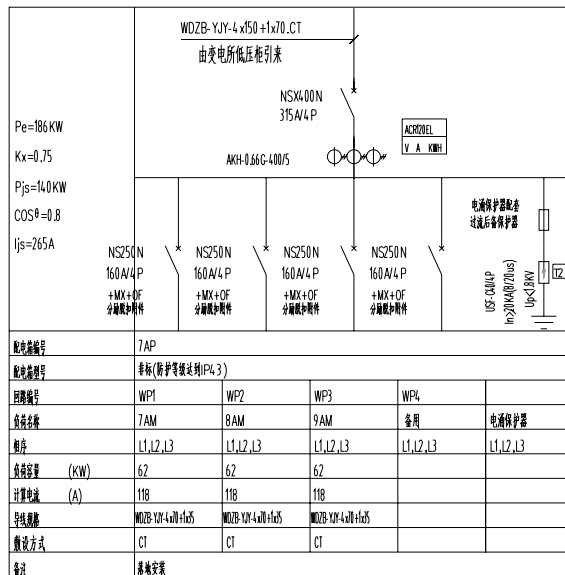 WDZB-YJY-4x150+1x70.CT
由变电所低压柜引来
NSX400N
315A/4P
ACR120EL
V A KWH
AKH-0.66G-400/5
Pe=186KW
Kx=0.75
Pjs=140KW
COSθ=0.8
Ijs=265A
电涌保护器配套
过流后备保护器
NS250N NS250N NS250N NS250N
160A/4P 160A/4P 160A/4P 160A/4P
+MX+OF +MX+OF +MX+OF +MX+OF
分励脱扣附件 分励脱扣附件 分励脱扣附件 分励脱扣附件
In≥20KA(8/20us)
Up<1.8KV
T2
配电箱编号 7AP
配电箱型号 非标(防护等级达到IP43)
回路编号 WP1 WP2 WP3 WP4
负荷名称 7AM 8AM 9AM 备用 电涌保护器
相序 L1,L2,L3 L1,L2,L3 L1,L2,L3 L1,L2,L3 L1,L2,L3
负荷容量 (KW) 62 62 62
计算电流 (A) 118 118 118
导线规格 WDZB-YJY-4x70+1x35 WDZB-YJY-4x70+1x35 WDZB-YJY-4x70+1x35
敷设方式 CT CT CT
备注 落地安装